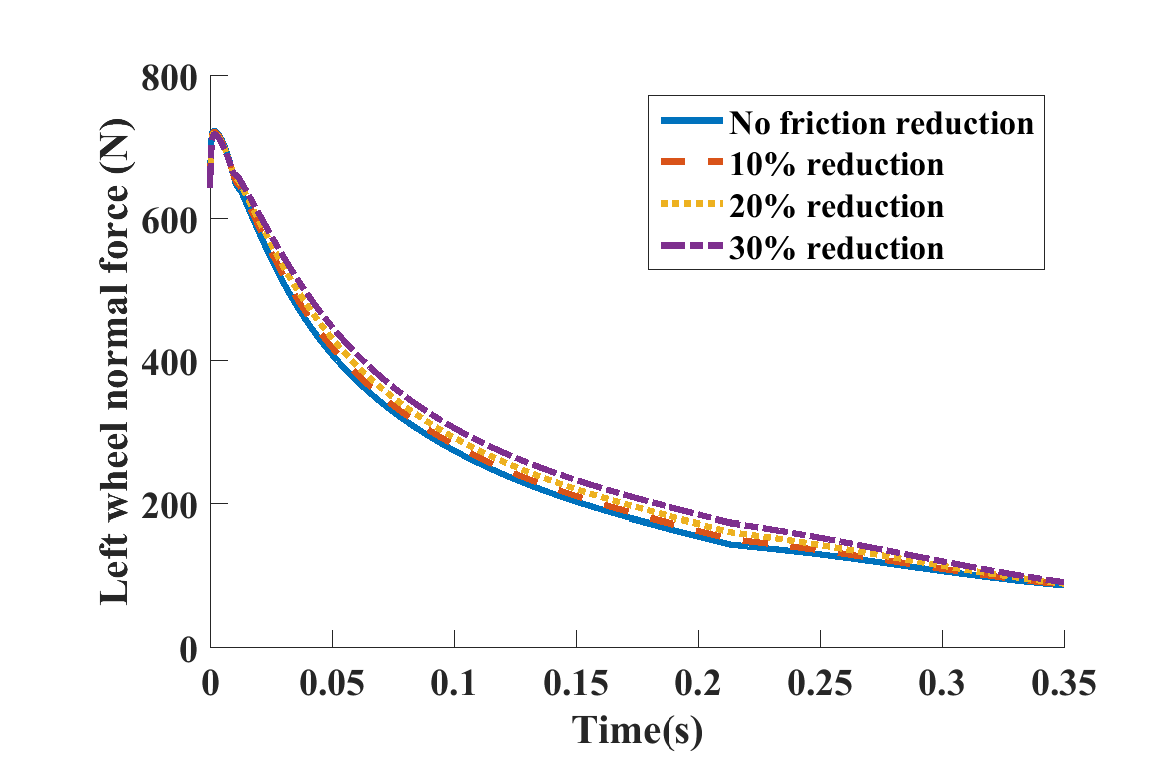 800
600
400
200
0
Left wheel normal force (N)
No friction reduction
10% reduction
20% reduction
30% reduction
0 0.05 0.1 0.15 0.2 0.25 0.3 0.35
Time(s)